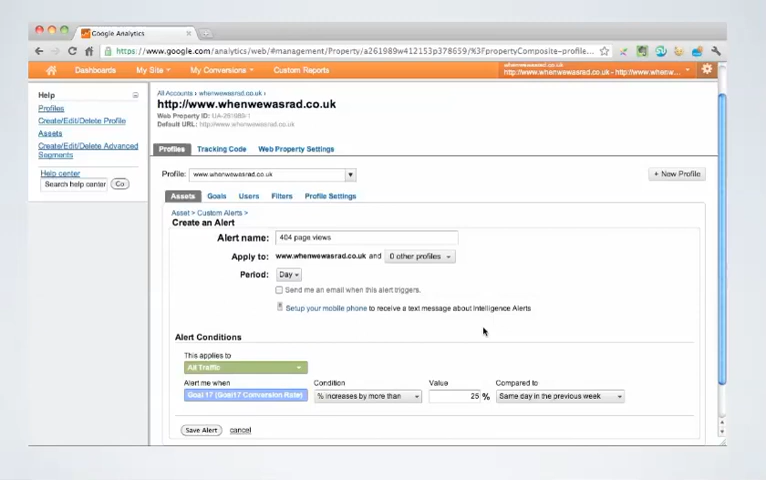 Google Analytics
https://www.google.com/analytics/web/#management/Property/a261989w412153p378659/%3FpropertyComposite-profile...
Dashboards My Site My Conversions Custom Reports
whenwewasrad.co.uk
http://www.whenwewasrad.co.uk - http://www.whenw...
Help
Profiles
Create/Edit/Delete Profile
Assets
Create/Edit/Delete Advanced
Segments
Help center
Search help center Go
All Accounts › whenwewasrad.co.uk ›
http://www.whenwewasrad.co.uk
Web Property ID: UA-261989-1
Default URL: http://www.whenwewasrad.co.uk
Profiles Tracking Code Web Property Settings
Profile: www.whenwewasrad.co.uk + New Profile
Assets Goals Users Filters Profile Settings
Asset > Custom Alerts >
Create an Alert
Alert name: 404 page views
Apply to: www.whenwewasrad.co.uk and 0 other profiles
Period: Day
Send me an email when this alert triggers.
Setup your mobile phone to receive a text message about Intelligence Alerts
Alert Conditions
This applies to
All Traffic
Alert me when Condition Value Compared to
Goal 17 (Goal17 Conversion Rate) % increases by more than 25 % Same day in the previous week
Save Alert cancel